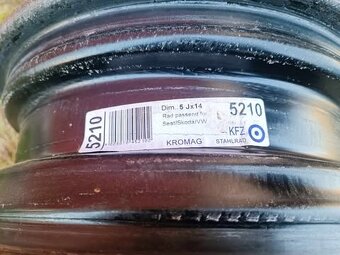 5210
Dim. 5 Jx14
Rad passend für
Seat/Skoda/VW
KROMAG
5210
KFZ
STAHLRAD